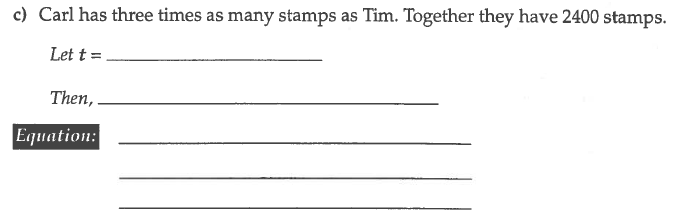 c) Carl has three times as many stamps as Tim. Together they have 2400 stamps.
Let t =
Then,
Equation: